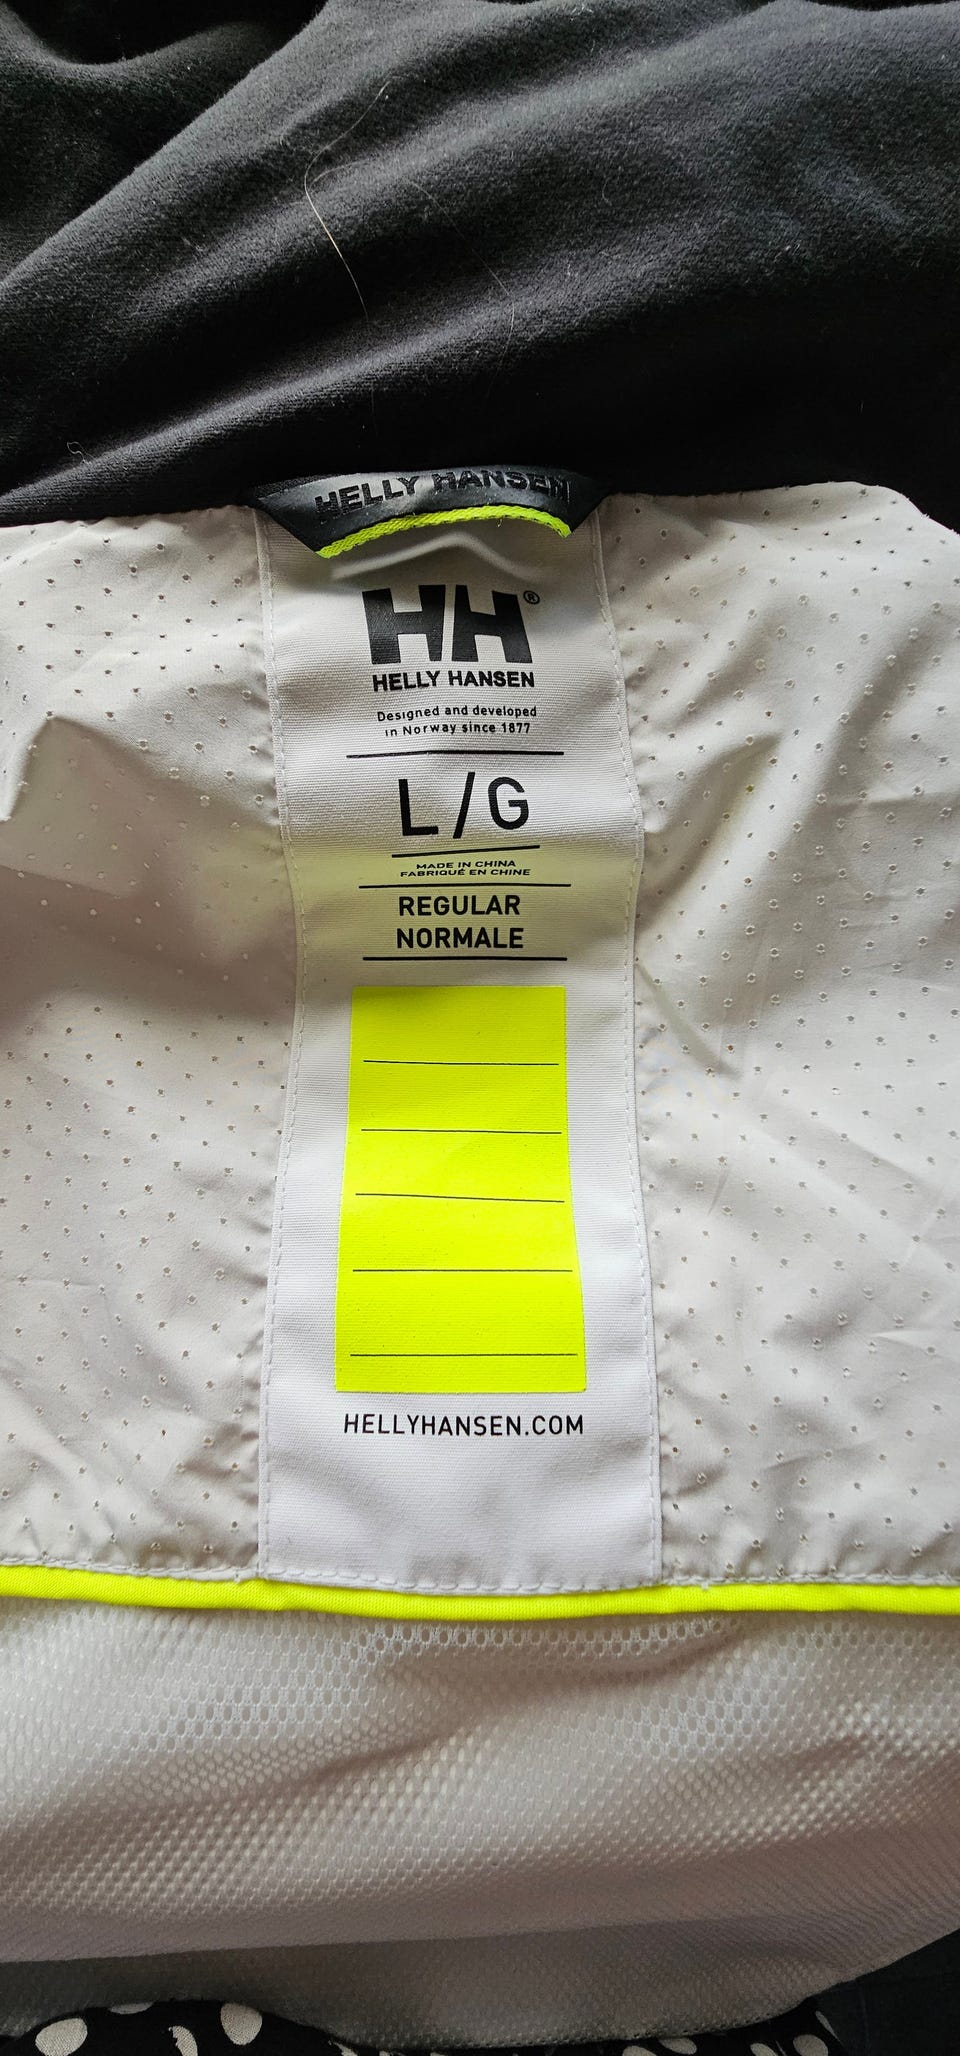 HELLY HANSEN
HH®
HELLY HANSEN
Designed and developed
in Norway since 1877
L/G
MADE IN CHINA
FABRIQUÉ EN CHINE
REGULAR
NORMALE
HELLYHANSEN.COM